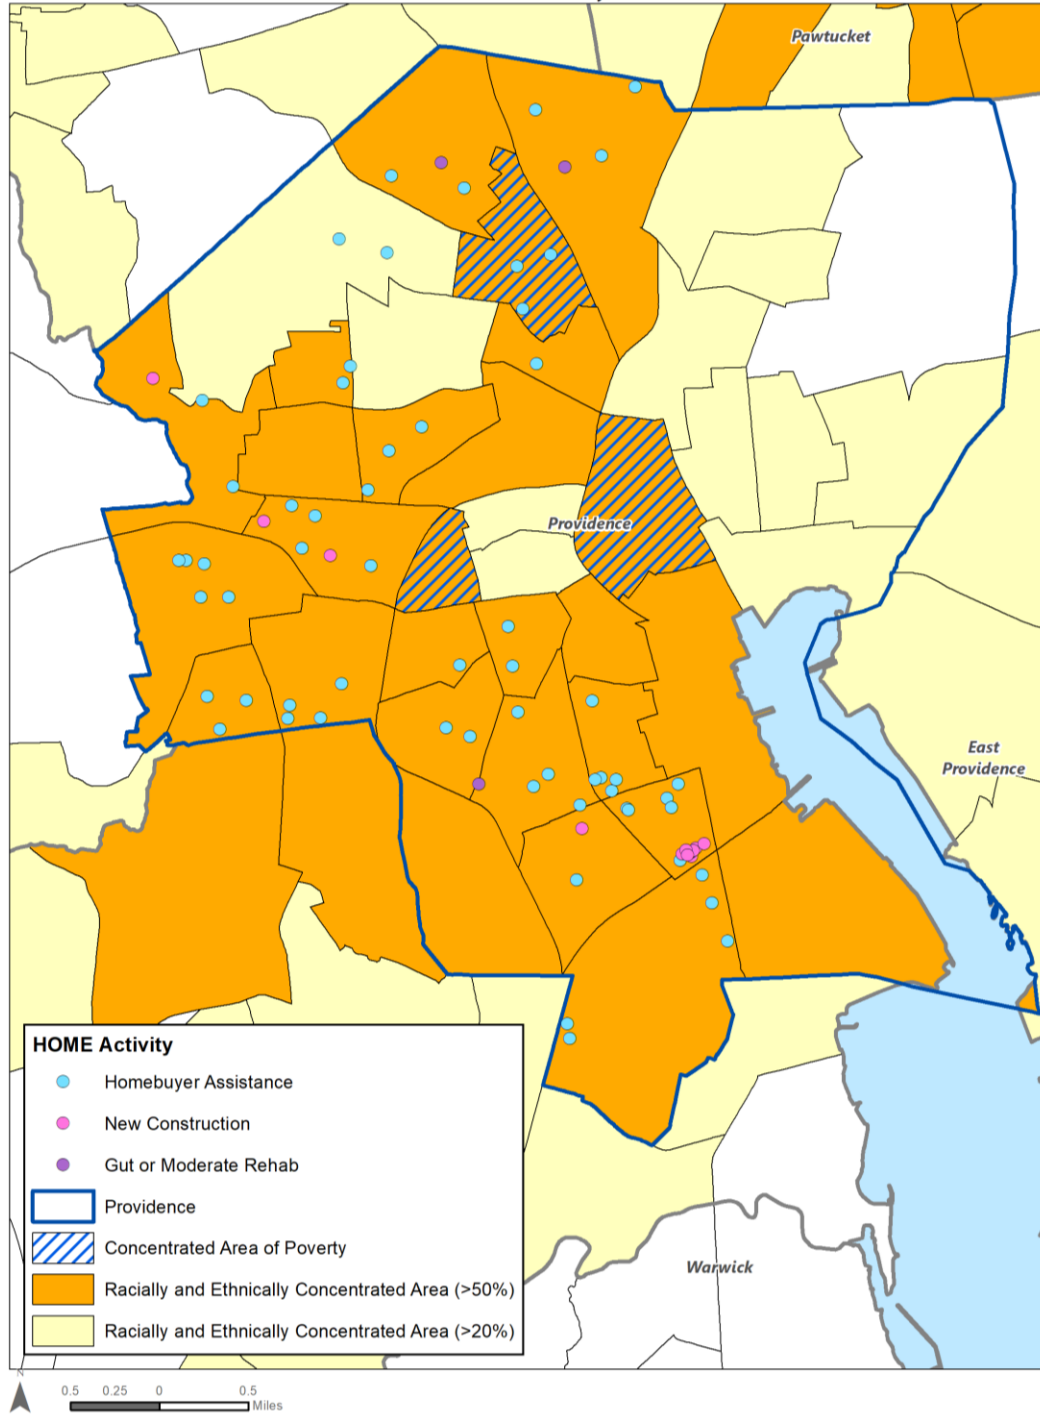 Pawtucket
Providence
East
Providence
Warwick
HOME Activity
Homebuyer Assistance
New Construction
Gut or Moderate Rehab
Providence
Concentrated Area of Poverty
Racially and Ethnically Concentrated Area (>50%)
Racially and Ethnically Concentrated Area (>20%)
N
0.5 0.25 0 0.5
Miles